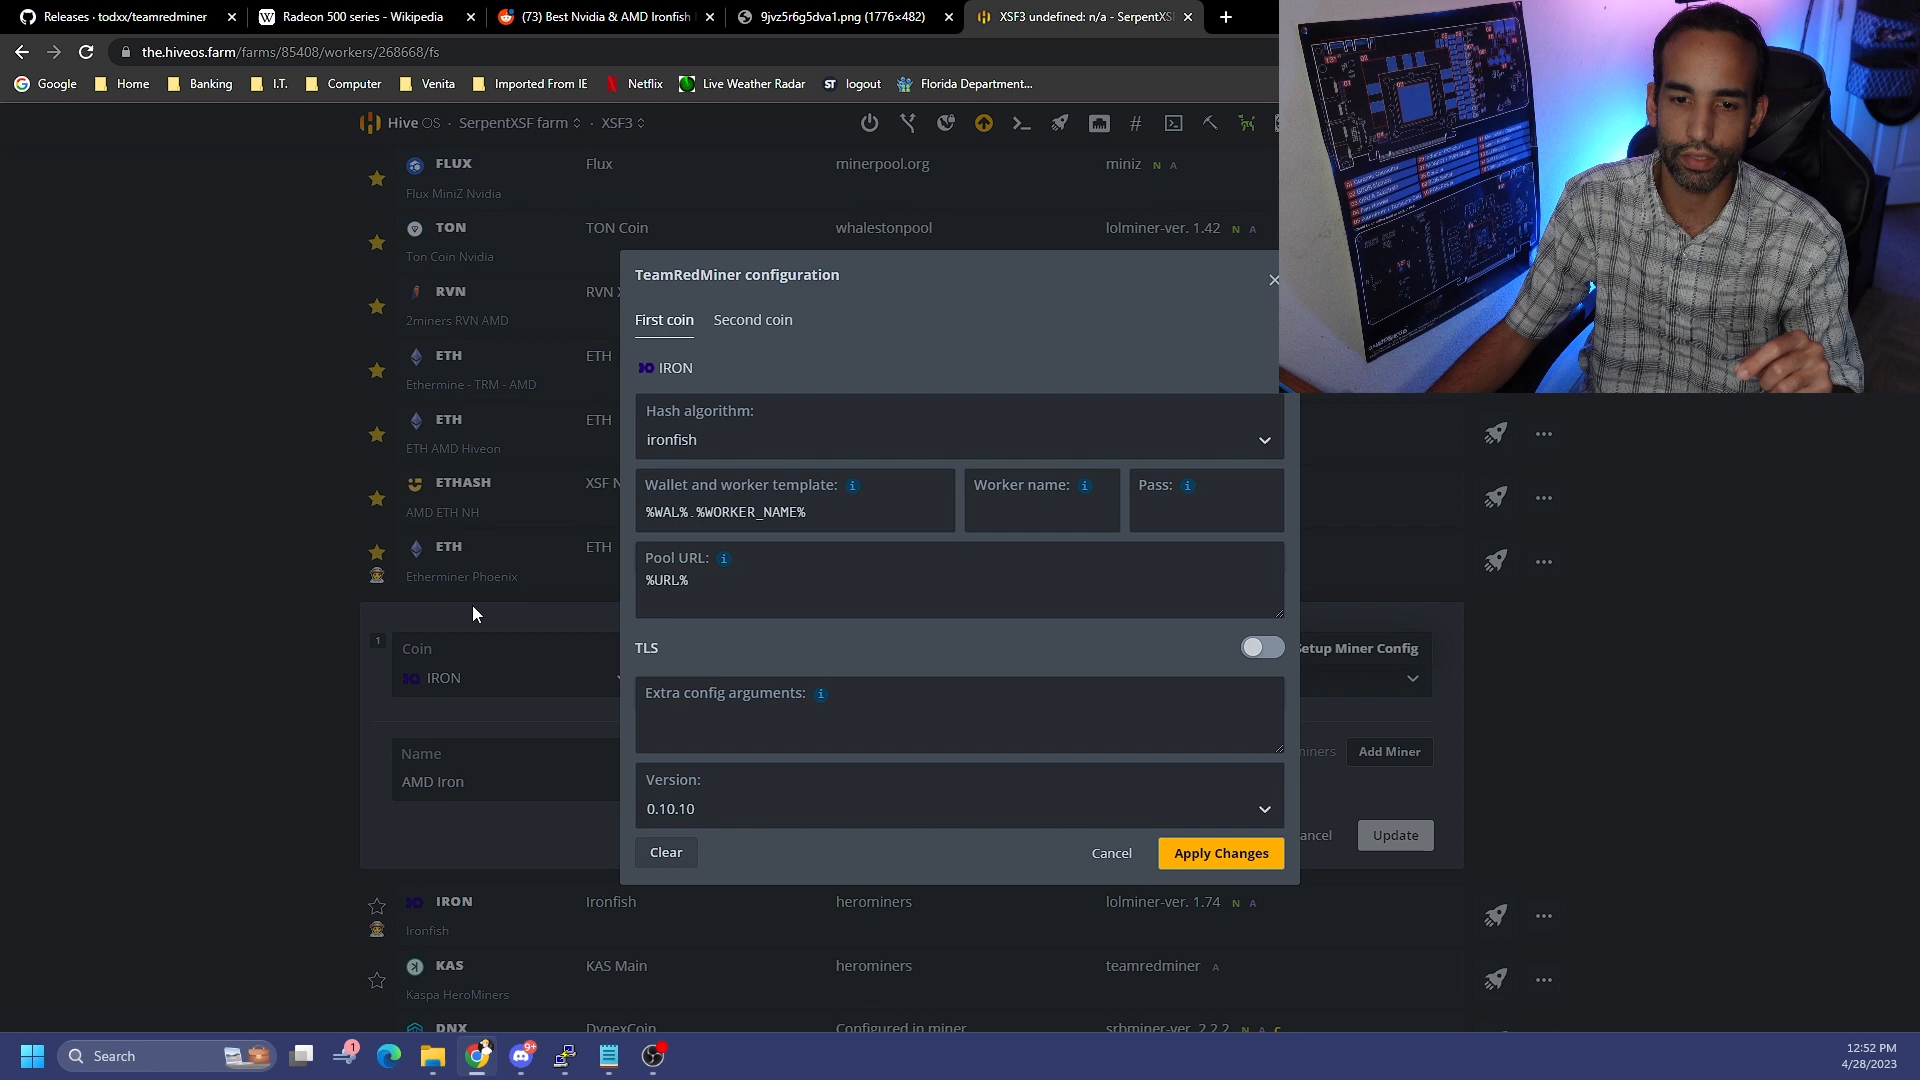 Releases · todxx/teamredminer
Radeon 500 series - Wikipedia
(73) Best Nvidia & AMD Ironfish
9jvz5r6g5dva1.png (1776×482)
XSF3 undefined: n/a - SerpentXS
the.hiveos.farm/farms/85408/workers/268668/fs
Google
Home
Banking
I.T.
Computer
Venita
Imported From IE
Netflix
Live Weather Radar
ST logout
Florida Department...
Hive OS · SerpentXSF farm · XSF3
FLUX Flux minerpool.org miniz N A
Flux MiniZ Nvidia
TON TON Coin whalestonpool lolminer-ver. 1.42 N A
Ton Coin Nvidia
RVN RVN
2miners RVN AMD
ETH ETH
Ethermine - TRM - AMD
ETH ETH
ETH AMD Hiveon
ETHASH XSF N
AMD ETH NH
ETH ETH
Etherminer Phoenix
TeamRedMiner configuration
First coin Second coin
IRON
Hash algorithm:
ironfish
Wallet and worker template: i
%WAL%.%WORKER_NAME%
Worker name: i
Pass: i
Pool URL: i
%URL%
TLS
Extra config arguments: i
Version:
0.10.10
Clear Cancel Apply Changes
1
Coin
IRON
Setup Miner Config
Name
AMD Iron
miners Add Miner
ancel Update
IRON Ironfish herominers lolminer-ver. 1.74 N A
Ironfish
KAS KAS Main herominers teamredminer A
Kaspa HeroMiners
DNX DynexCoin Configured in miner srbminer-ver. 2.2.2 N A C
Search
1
9+
12:52 PM
4/28/2023